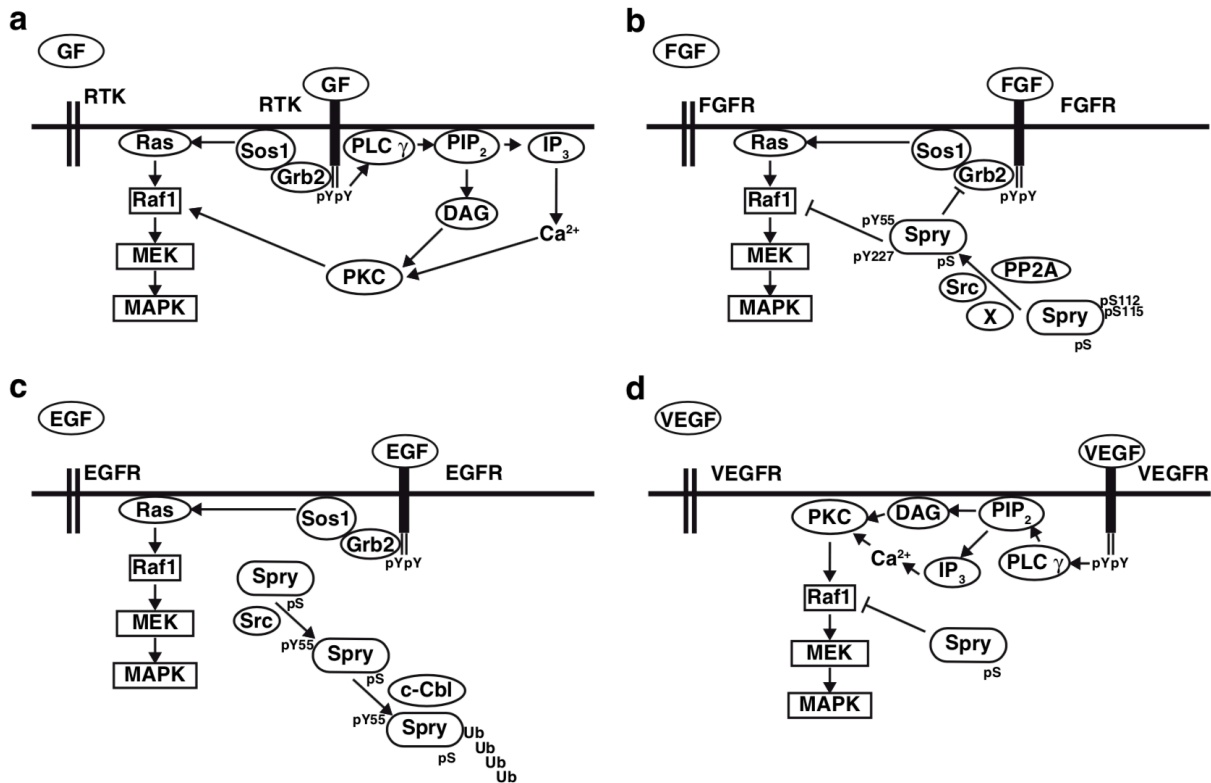 a
GF
RTK
RTK
GF
Ras
Sos1
Grb2
pYpY
PLC γ
PIP2
IP3
Raf1
DAG
Ca2+
MEK
PKC
MAPK
b
FGF
FGFR
FGF
FGFR
Ras
Sos1
Grb2
pYpY
Raf1
pY55
Spry
pY227
pS
MEK
PP2A
Src
X
Spry
pS112
pS115
pS
MAPK
c
EGF
EGFR
EGF
EGFR
Ras
Sos1
Grb2
pYpY
Raf1
Spry
pS
Src
MEK
pY55
Spry
pS
MAPK
c-Cbl
pY55
Spry
pS
Ub
Ub
Ub
Ub
d
VEGF
VEGFR
VEGF
VEGFR
PKC
DAG
PIP2
Ca2+
IP3
PLC γ
pYpY
Raf1
Spry
pS
MEK
MAPK